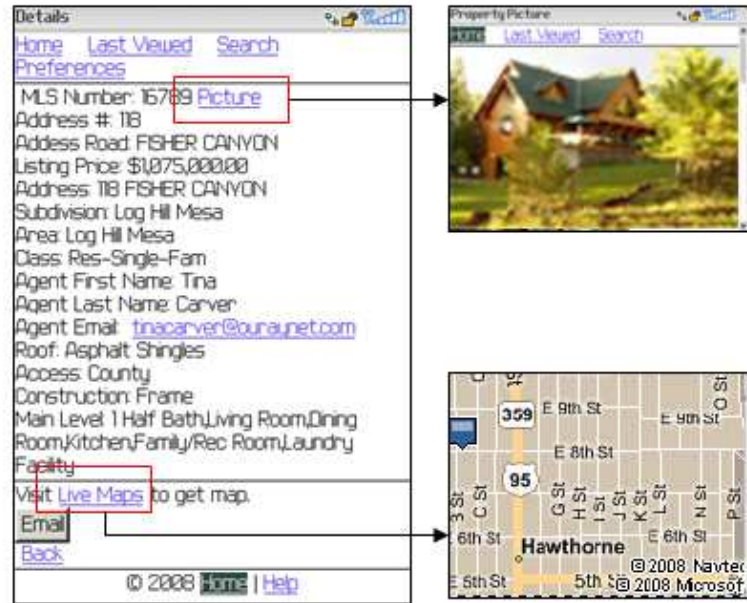 Details
Home Last Viewed Search
Preferences
MLS Number: 16789 Picture
Address #: 118
Addess Road: FISHER CANYON
Listing Price: $1,075,000.00
Address: 118 FISHER CANYON
Subdivision: Log Hill Mesa
Area: Log Hill Mesa
Class: Res-Single-Fam
Agent First Name: Tina
Agent Last Name: Carver
Agent Email: tinacarver@ouraynet.com
Roof: Asphalt Shingles
Access: County
Construction: Frame
Main Level: 1 Half Bath,Living Room,Dining
Room,Kitchen,Family/Rec Room,Laundry
Facility
Visit Live Maps to get map.
Email
Back
© 2008 Home | Help
Property Picture
Home Last Viewed Search
359
E 9th St
E 9th St
O St
E 8th St
95
B St
C St
G St
H St
I St
J St
K St
L St
N St
P St
E 6th St
E 6th St
Hawthorne
© 2008 Navtec
E 5th St
5th St
© 2008 Microsof